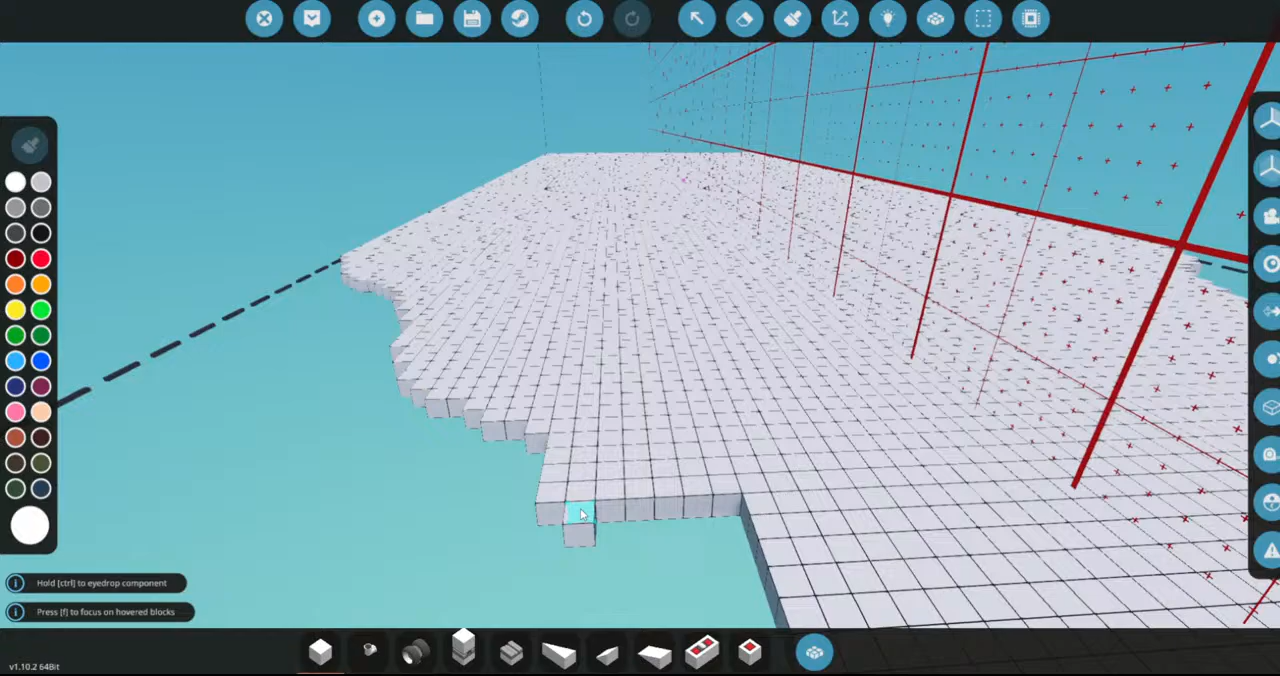 Hold [ctrl] to eyedrop component
Press [f] to focus on hovered blocks
v1.10.2 64Bit